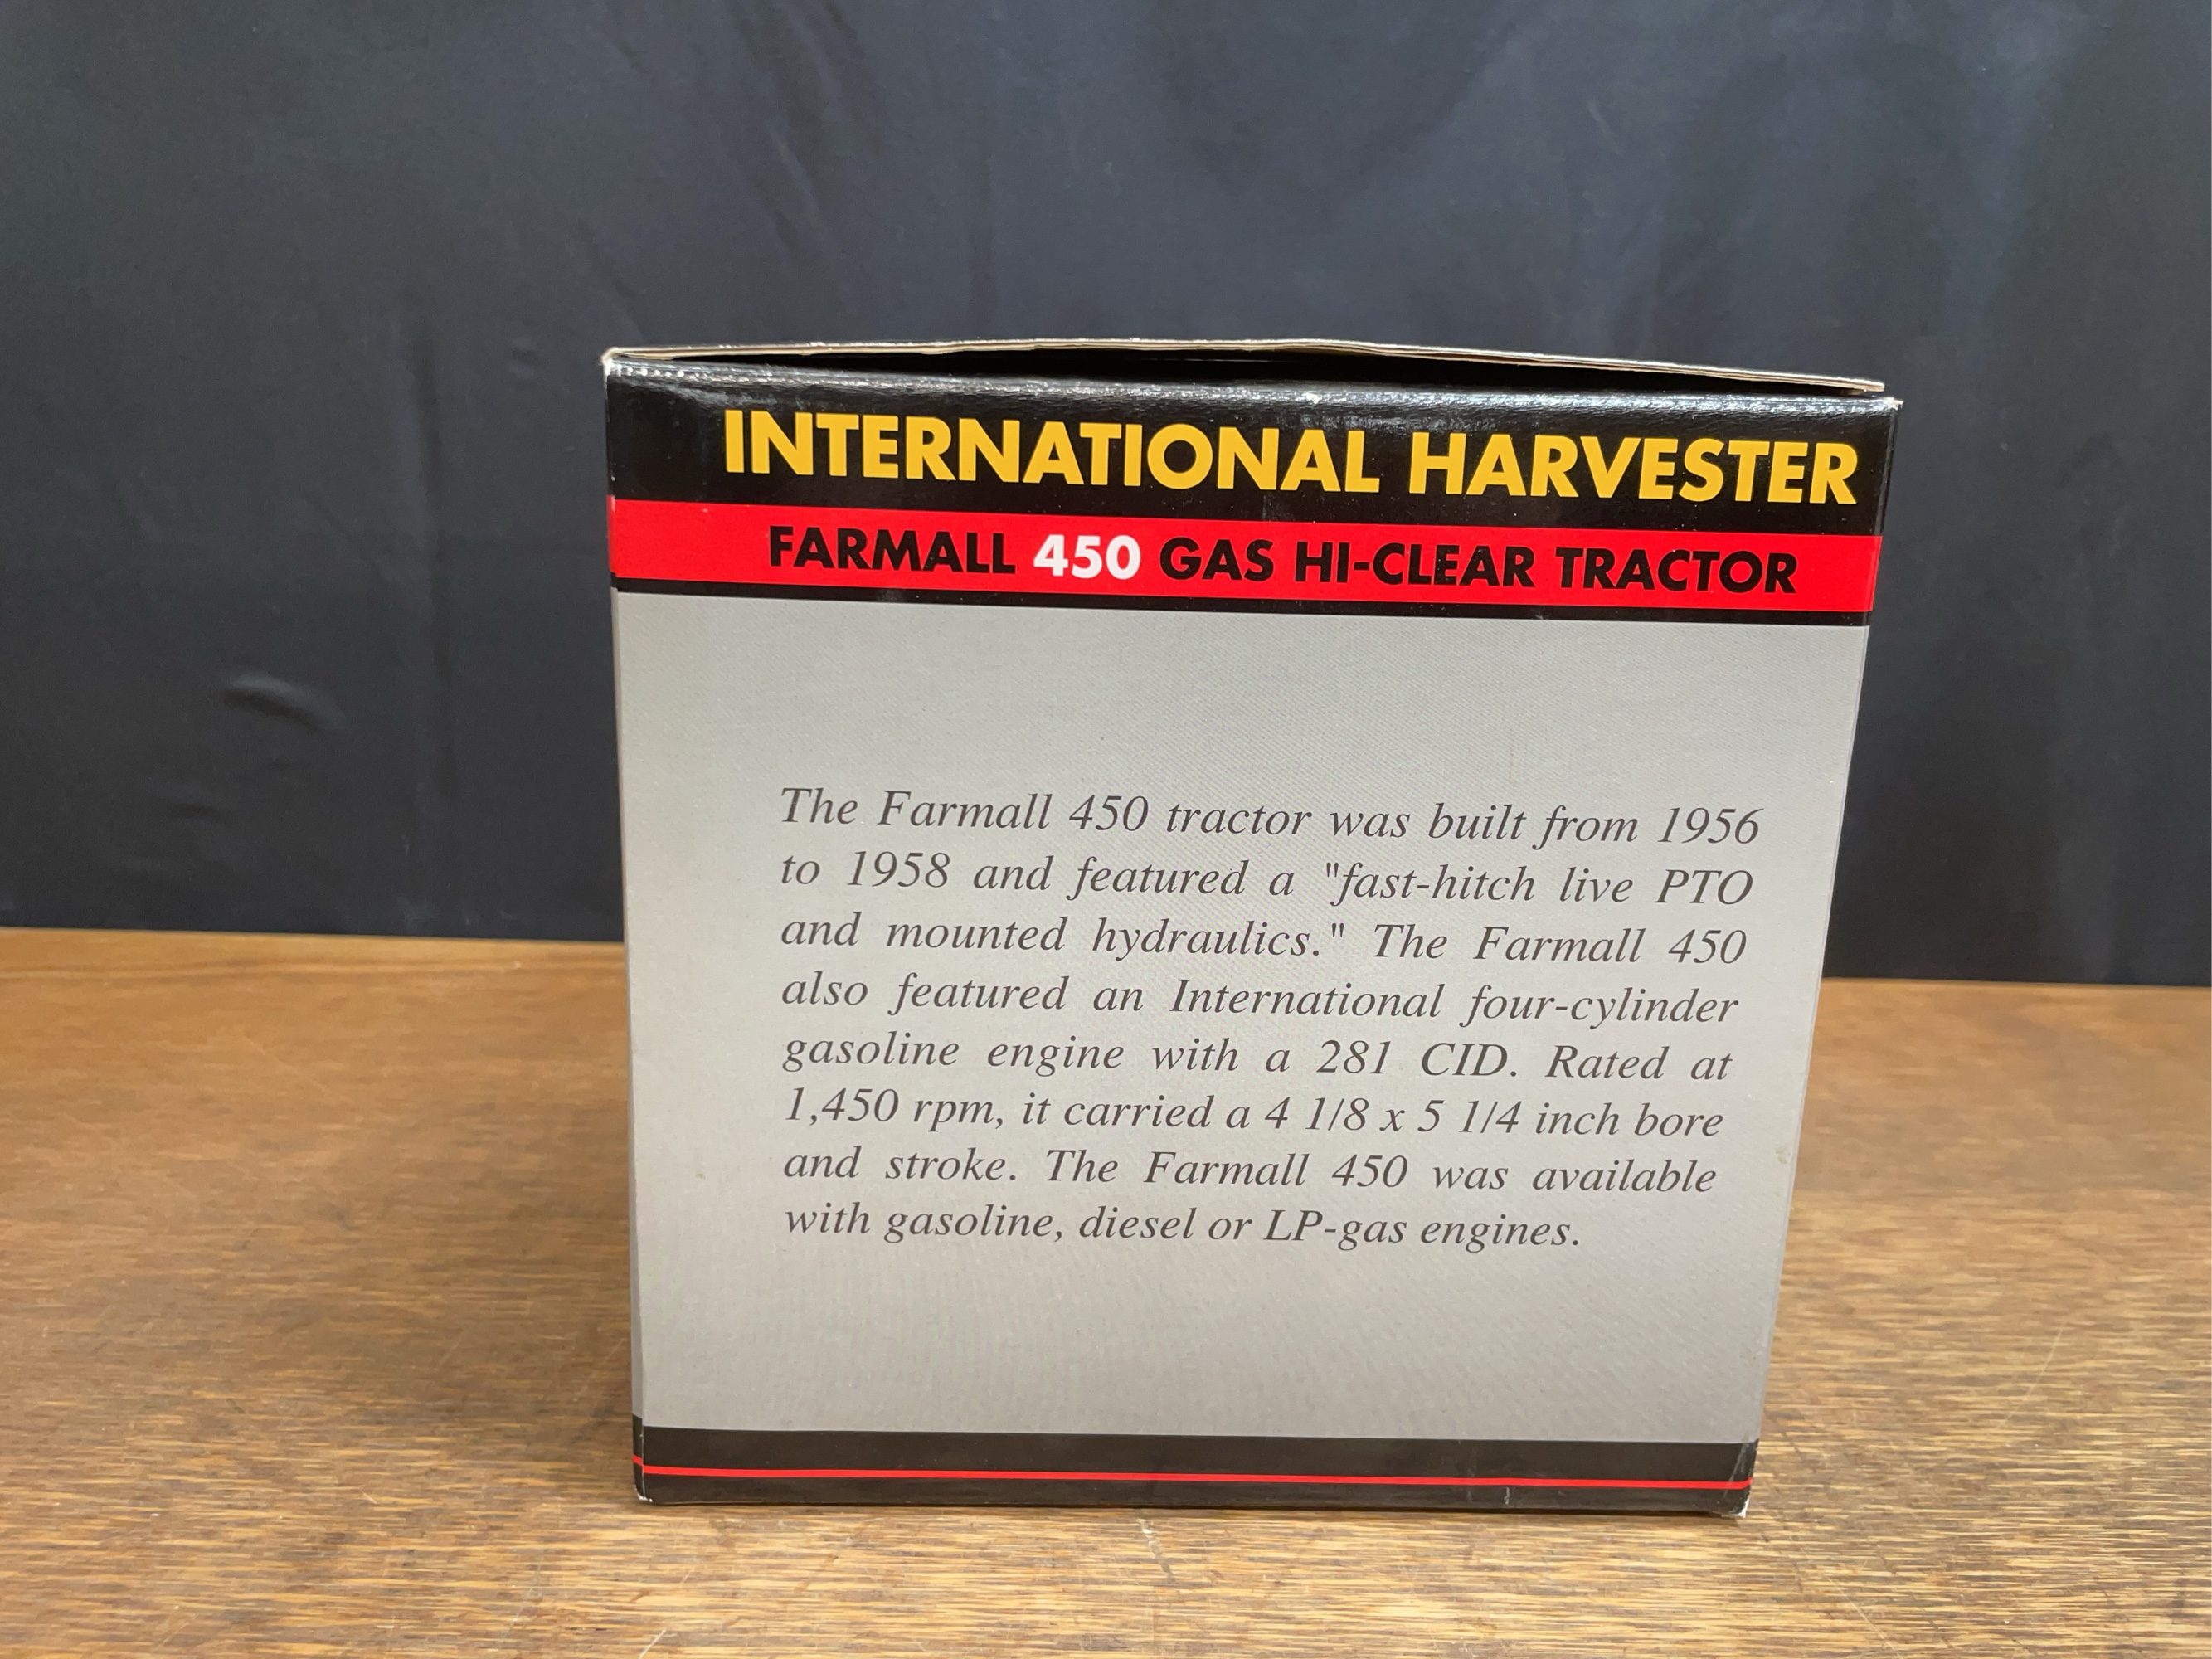 INTERNATIONAL HARVESTER
FARMALL 450 GAS HI-CLEAR TRACTOR
The Farmall 450 tractor was built from 1956
to 1958 and featured a "fast-hitch live PTO
and mounted hydraulics." The Farmall 450
also featured an International four-cylinder
gasoline engine with a 281 CID. Rated at
1,450 rpm, it carried a 4 1/8 x 5 1/4 inch bore
and stroke. The Farmall 450 was available
with gasoline, diesel or LP-gas engines.